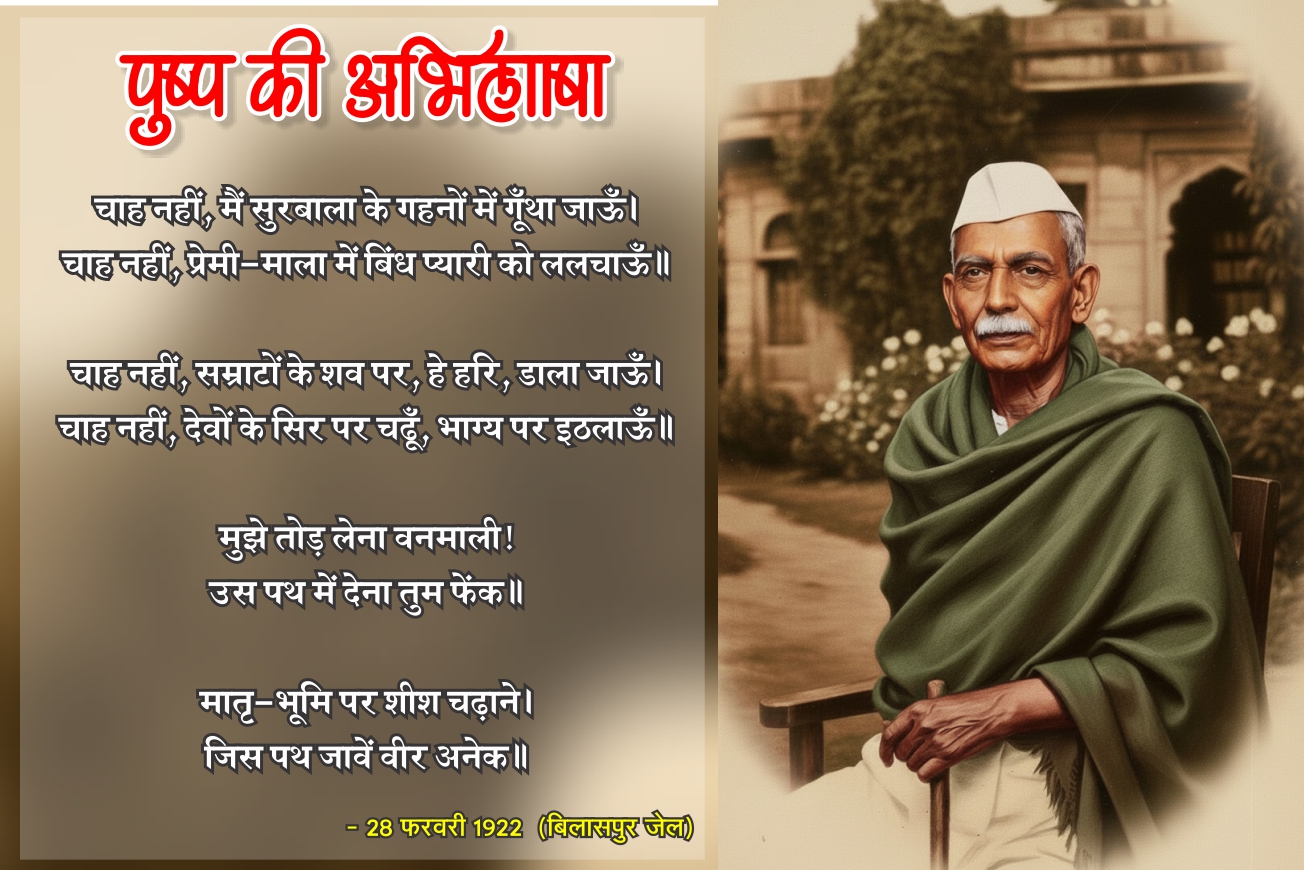 पुष्प की अभिलाषा
चाह नहीं, मैं सुरबाला के गहनों में गूँथा जाऊँ।
चाह नहीं, प्रेमी-माला में बिंध प्यारी को ललचाऊँ॥
चाह नहीं, सम्राटों के शव पर, हे हरि, डाला जाऊँ।
चाह नहीं, देवों के सिर पर चढूँ, भाग्य पर इठलाऊँ॥
मुझे तोड़ लेना वनमाली!
उस पथ में देना तुम फेंक॥
मातृ-भूमि पर शीश चढ़ाने।
जिस पथ जावें वीर अनेक॥
- 28 फरवरी 1922 (बिलासपुर जेल)